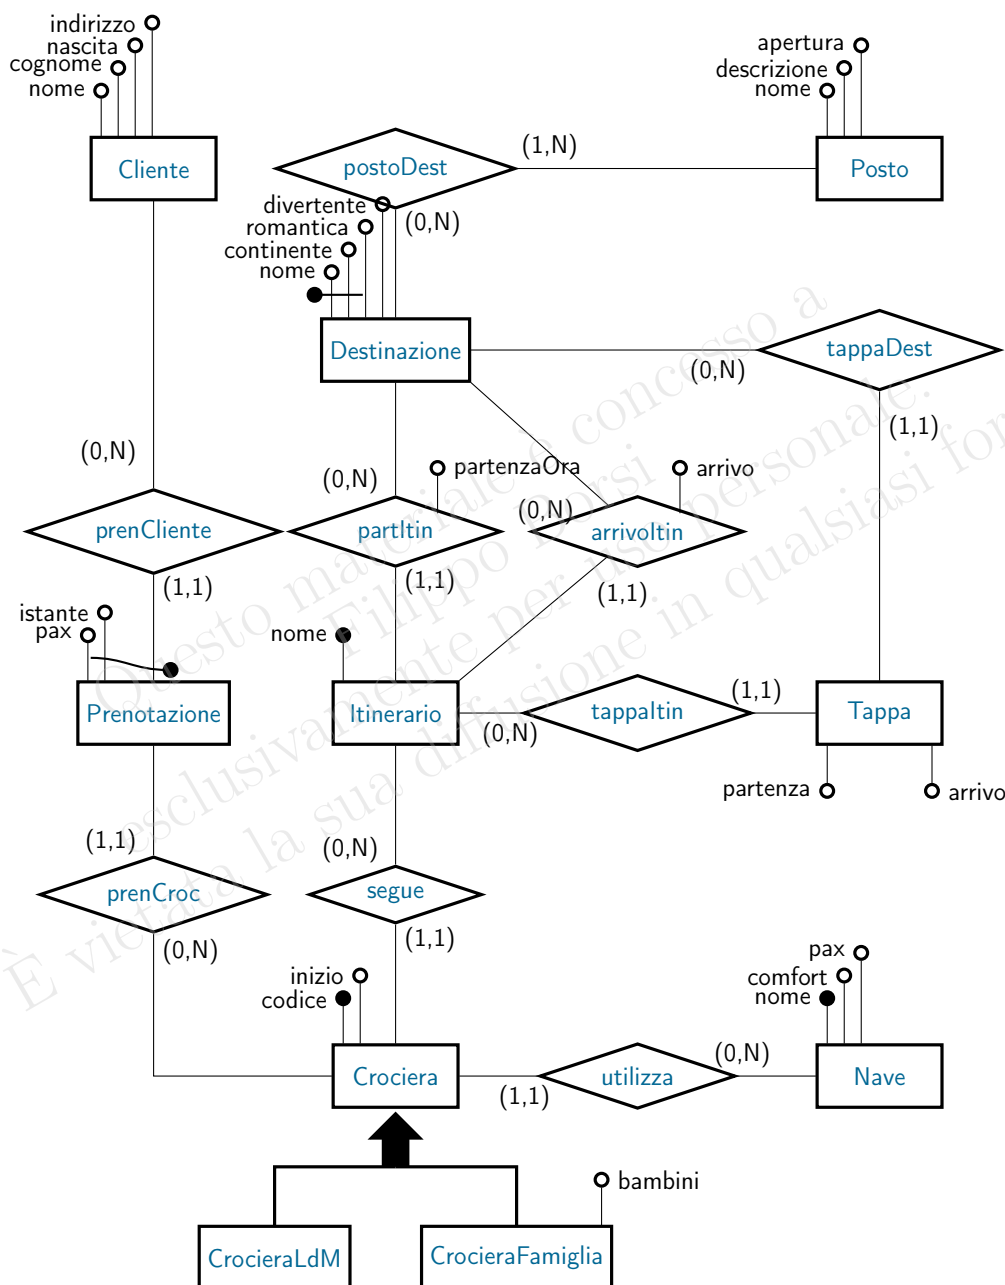 indirizzo
nascita
cognome
nome
Cliente
apertura
descrizione
nome
Posto
postoDest
(1,N)
(0,N)
divertente
romantica
continente
nome
Destinazione
(0,N)
tappaDest
(1,1)
(0,N)
prenCliente
(1,1)
(0,N)
partenzaOra
partItin
(1,1)
(0,N)
arrivo
arrivoItin
(1,1)
istante
pax
Prenotazione
nome
Itinerario
(0,N)
tappaItin
(1,1)
Tappa
partenza
arrivo
(1,1)
prenCroc
(0,N)
(0,N)
segue
(1,1)
inizio
codice
Crociera
(1,1)
utilizza
(0,N)
pax
comfort
nome
Nave
bambini
CrocieraLdM
CrocieraFamiglia
Questo materiale è concesso a
Filippo Borsi
esclusivamente per uso personale.
È vietata la sua diffusione in qualsiasi